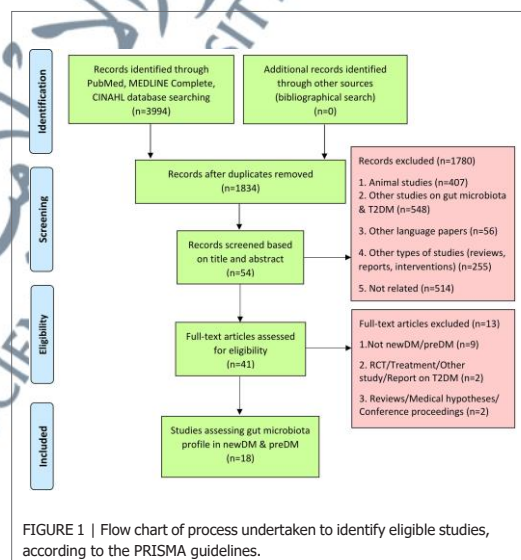 Identification
Records identified through
PubMed, MEDLINE Complete,
CINAHL database searching
(n=3994)
Additional records identified
through other sources
(bibliographical search)
(n=0)
Records after duplicates removed
(n=1834)
Screening
Records screened based
on title and abstract
(n=54)
Records excluded (n=1780)
1. Animal studies (n=407)
2. Other studies on gut microbiota
& T2DM (n=548)
3. Other language papers (n=56)
4. Other types of studies (reviews,
reports, interventions) (n=255)
5. Not related (n=514)
Eligibility
Full-text articles assessed
for eligibility
(n=41)
Full-text articles excluded (n=13)
1.Not newDM/preDM (n=9)
2. RCT/Treatment/Other
study/Report on T2DM (n=2)
3. Reviews/Medical hypotheses/
Conference proceedings (n=2)
Included
Studies assessing gut microbiota
profile in newDM & preDM
(n=18)
FIGURE 1 | Flow chart of process undertaken to identify eligible studies,
according to the PRISMA guidelines.